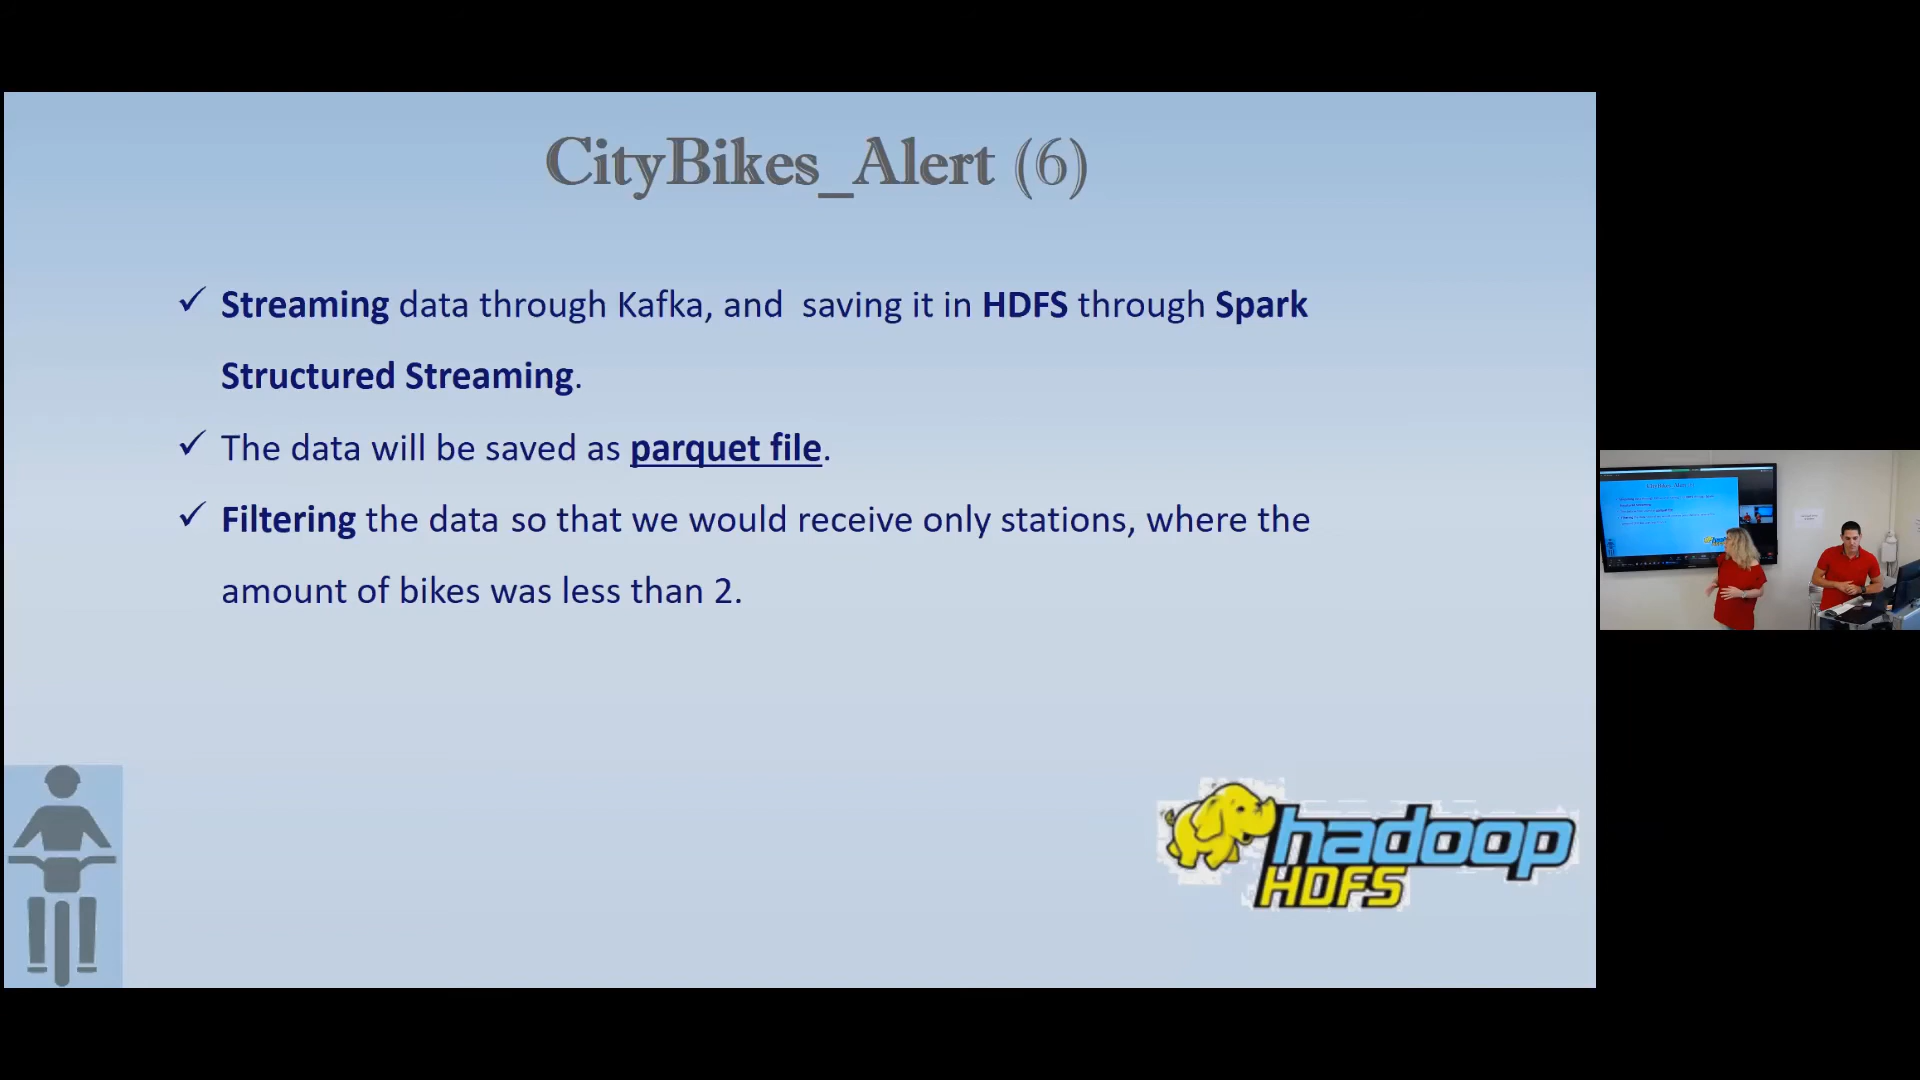 CityBikes_Alert (6)
✓ Streaming data through Kafka, and saving it in HDFS through Spark
Structured Streaming.
✓ The data will be saved as parquet file.
✓ Filtering the data so that we would receive only stations, where the
amount of bikes was less than 2.
hadoop
HDFS